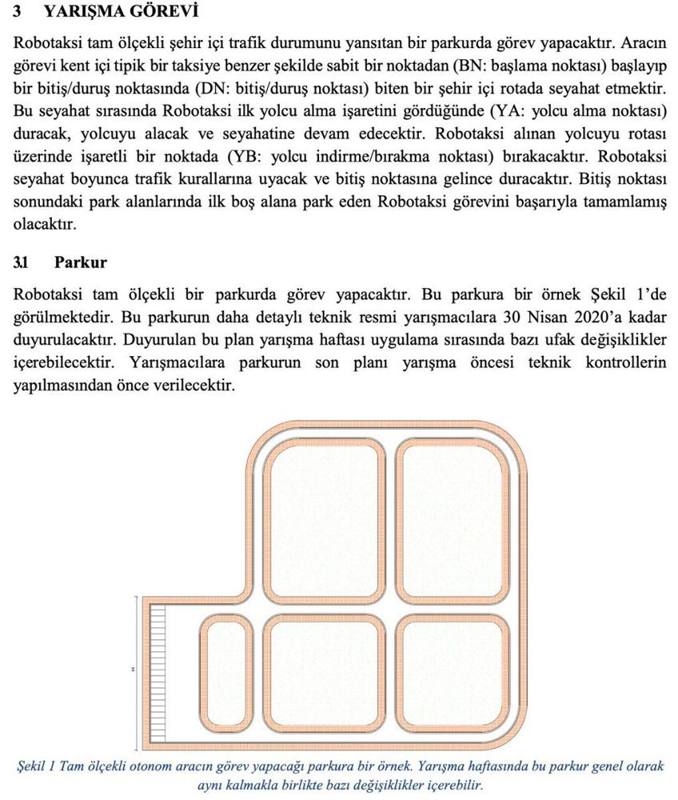 3 YARIŞMA GÖREVİ
Robotaksi tam ölçekli şehir içi trafik durumunu yansıtan bir parkurda görev yapacaktır. Aracın
görevi kent içi tipik bir taksiye benzer şekilde sabit bir noktadan (BN: başlama noktası) başlayıp
bir bitiş/duruş noktasında (DN: bitiş/duruş noktası) biten bir şehir içi rotada seyahat etmektir.
Bu seyahat sırasında Robotaksi ilk yolcu alma işaretini gördüğünde (YA: yolcu alma noktası)
duracak, yolcuyu alacak ve seyahatine devam edecektir. Robotaksi alınan yolcuyu rotası
üzerinde işaretli bir noktada (YB: yolcu indirme/bırakma noktası) bırakacaktır. Robotaksi
seyahat boyunca trafik kurallarına uyacak ve bitiş noktasına gelince duracaktır. Bitiş noktası
sonundaki park alanlarında ilk boş alana park eden Robotaksi görevini başarıyla tamamlamış
olacaktır.
3.1 Parkur
Robotaksi tam ölçekli bir parkurda görev yapacaktır. Bu parkura bir örnek Şekil 1’de
görülmektedir. Bu parkurun daha detaylı teknik resmi yarışmacılara 30 Nisan 2020’a kadar
duyurulacaktır. Duyurulan bu plan yarışma haftası uygulama sırasında bazı ufak değişiklikler
içerebilecektir. Yarışmacılara parkurun son planı yarışma öncesi teknik kontrollerin
yapılmasından önce verilecektir.
Şekil 1 Tam ölçekli otonom aracın görev yapacağı parkura bir örnek. Yarışma haftasında bu parkur genel olarak
aynı kalmakla birlikte bazı değişiklikler içerebilir.